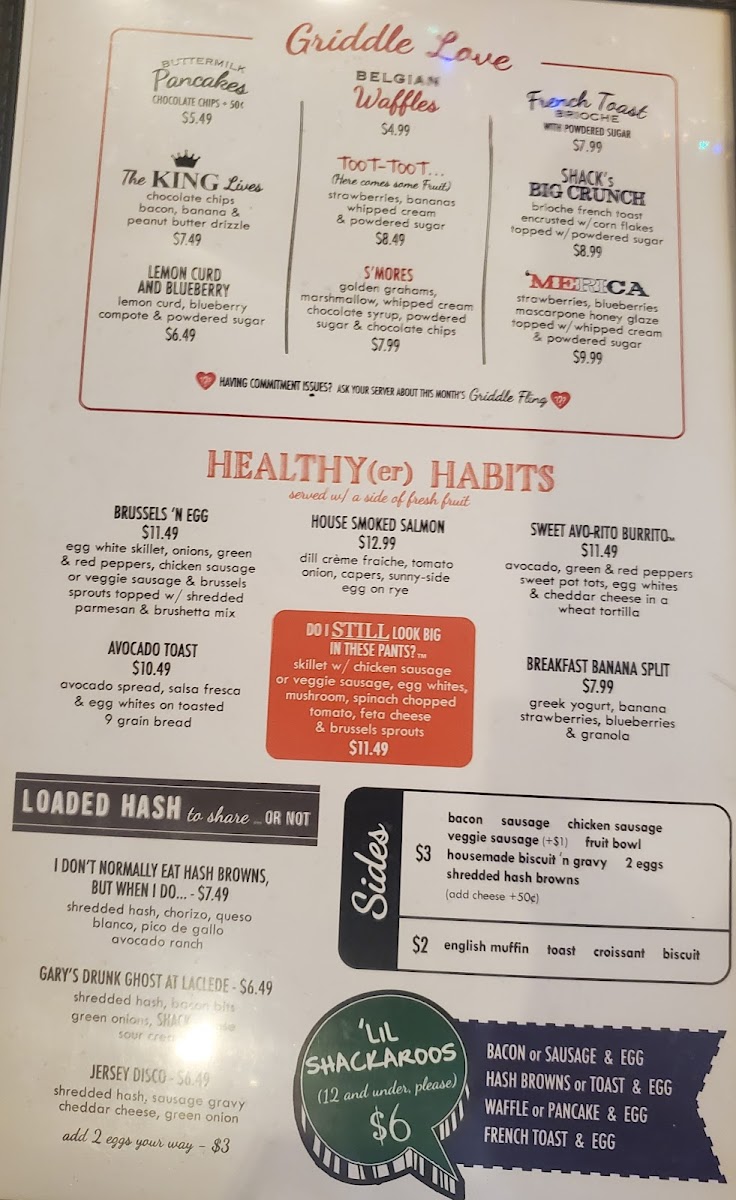 Griddle Love
BUTTERMILK
Pancakes
CHOCOLATE CHIPS + 50¢
$5.49
The KING Lives
chocolate chips
bacon, banana &
peanut butter drizzle
$7.49
LEMON CURD
AND BLUEBERRY
lemon curd, blueberry
compote & powdered sugar
$6.49
BELGIAN
Waffles
$4.99
TOOT-TOOT...
(Here comes some Fruit)
strawberries, bananas
whipped cream
& powdered sugar
$8.49
S'MORES
golden grahams,
marshmallow, whipped cream
chocolate syrup, powdered
sugar & chocolate chips
$7.99
French Toast
BRIOCHE
WITH POWDERED SUGAR
$7.99
SHACK's
BIG CRUNCH
brioche french toast
encrusted w/corn flakes
topped w/powdered sugar
$8.99
'MERICA
strawberries, blueberries
mascarpone honey glaze
topped w/ whipped cream
& powdered sugar
$9.99
HAVING COMMITMENT ISSUES? ASK YOUR SERVER ABOUT THIS MONTH'S Griddle Fling
HEALTHY(er) HABITS
served w/ a side of fresh fruit
BRUSSELS 'N EGG
$11.49
egg white skillet, onions, green
& red peppers, chicken sausage
or veggie sausage & brussels
sprouts topped w/ shredded
parmesan & brushetta mix
AVOCADO TOAST
$10.49
avocado spread, salsa fresca
& egg whites on toasted
9 grain bread
HOUSE SMOKED SALMON
$12.99
dill crème fraiche, tomato
onion, capers, sunny-side
egg on rye
DO I STILL LOOK BIG
IN THESE PANTS?™
skillet w/ chicken sausage
or veggie sausage, egg whites,
mushroom, spinach chopped
tomato, feta cheese
& brussels sprouts
$11.49
SWEET AVO-RITO BURRITO™
$11.49
avocado, green & red peppers
sweet pot tots, egg whites
& cheddar cheese in a
wheat tortilla
BREAKFAST BANANA SPLIT
$7.99
greek yogurt, banana
strawberries, blueberries
& granola
LOADED HASH to share ... OR NOT
I DON'T NORMALLY EAT HASH BROWNS,
BUT WHEN I DO... - $7.49
shredded hash, chorizo, queso
blanco, pico de gallo
avocado ranch
GARY'S DRUNK GHOST AT LACLEDE - $6.49
shredded hash, bacon bits
green onions, SHACK
sour cream
JERSEY DISCO - $6.49
shredded hash, sausage gravy
cheddar cheese, green onion
add 2 eggs your way - $3
Sides
$3
bacon sausage chicken sausage
veggie sausage (+$1) fruit bowl
housemade biscuit 'n gravy 2 eggs
shredded hash browns
(add cheese +50¢)
$2 english muffin toast croissant biscuit
'LIL
SHACKAROOS
(12 and under, please)
$6
BACON or SAUSAGE & EGG
HASH BROWNS or TOAST & EGG
WAFFLE or PANCAKE & EGG
FRENCH TOAST & EGG